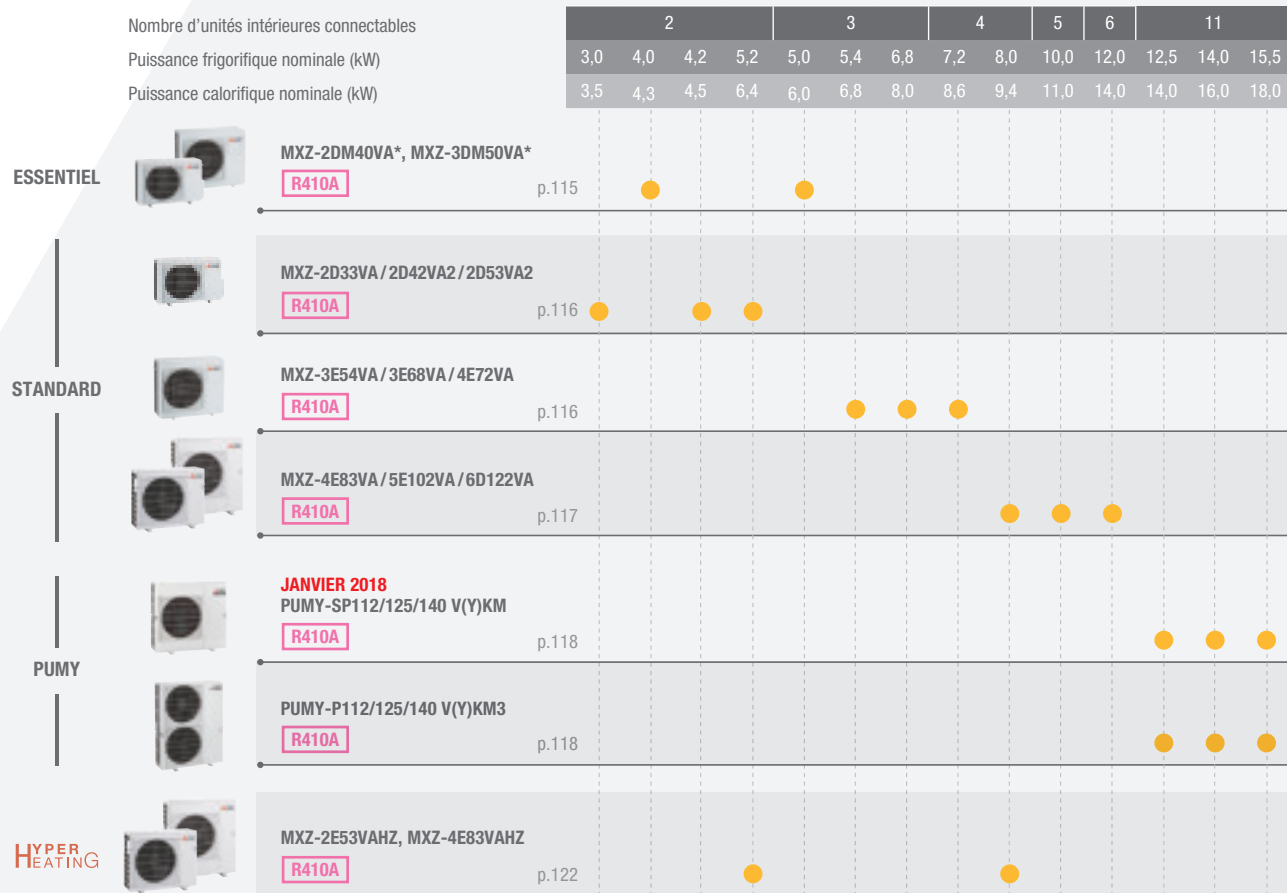 Nombre d’unités intérieures connectables 2 3 4 5 6 11
Puissance frigorifique nominale (kW) 3,0 4,0 4,2 5,2 5,0 5,4 6,8 7,2 8,0 10,0 12,0 12,5 14,0 15,5
Puissance calorifique nominale (kW) 3,5 4,3 4,5 6,4 6,0 6,8 8,0 8,6 9,4 11,0 14,0 14,0 16,0 18,0
ESSENTIEL
MXZ-2DM40VA*, MXZ-3DM50VA*
R410A p.115
STANDARD
MXZ-2D33VA/2D42VA2/2D53VA2
R410A p.116
MXZ-3E54VA/3E68VA/4E72VA
R410A p.116
MXZ-4E83VA/5E102VA/6D122VA
R410A p.117
PUMY
JANVIER 2018
PUMY-SP112/125/140 V(Y)KM
R410A p.118
PUMY-P112/125/140 V(Y)KM3
R410A p.118
HYPER
HEATING
MXZ-2E53VAHZ, MXZ-4E83VAHZ
R410A p.122